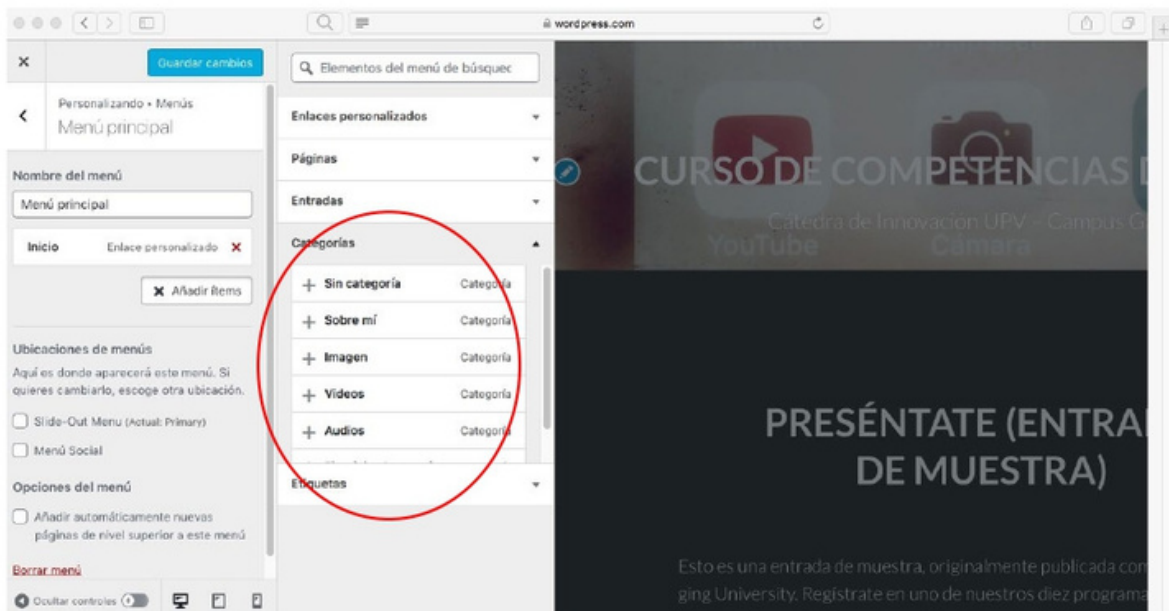 wordpress.com
Guardar cambios
Personalizando • Menús
Menú principal
Nombre del menú
Menú principal
Inicio Enlace personalizado
Añadir ítems
Ubicaciones de menús
Aquí es donde aparecerá este menú. Si
quieres cambiarlo, escoge otra ubicación.
Slide-Out Menu (Actual: Primary)
Menú Social
Opciones del menú
Añadir automáticamente nuevas
páginas de nivel superior a este menú
Borrar menú
Ocultar controles
Elementos del menú de búsquec
Enlaces personalizados
Páginas
Entradas
Categorías
Sin categoría Categoría
Sobre mí Categoría
Imagen Categoría
Videos Categoría
Audios Categoría
Etiquetas
CURSO DE COMPETENCIAS D
Cátedra de Innovación UPV – Campus G
YouTube Cámara
PRESÉNTATE (ENTRA
DE MUESTRA)
Esto es una entrada de muestra, originalmente publicada com
ging University. Regístrate en uno de nuestros diez programa